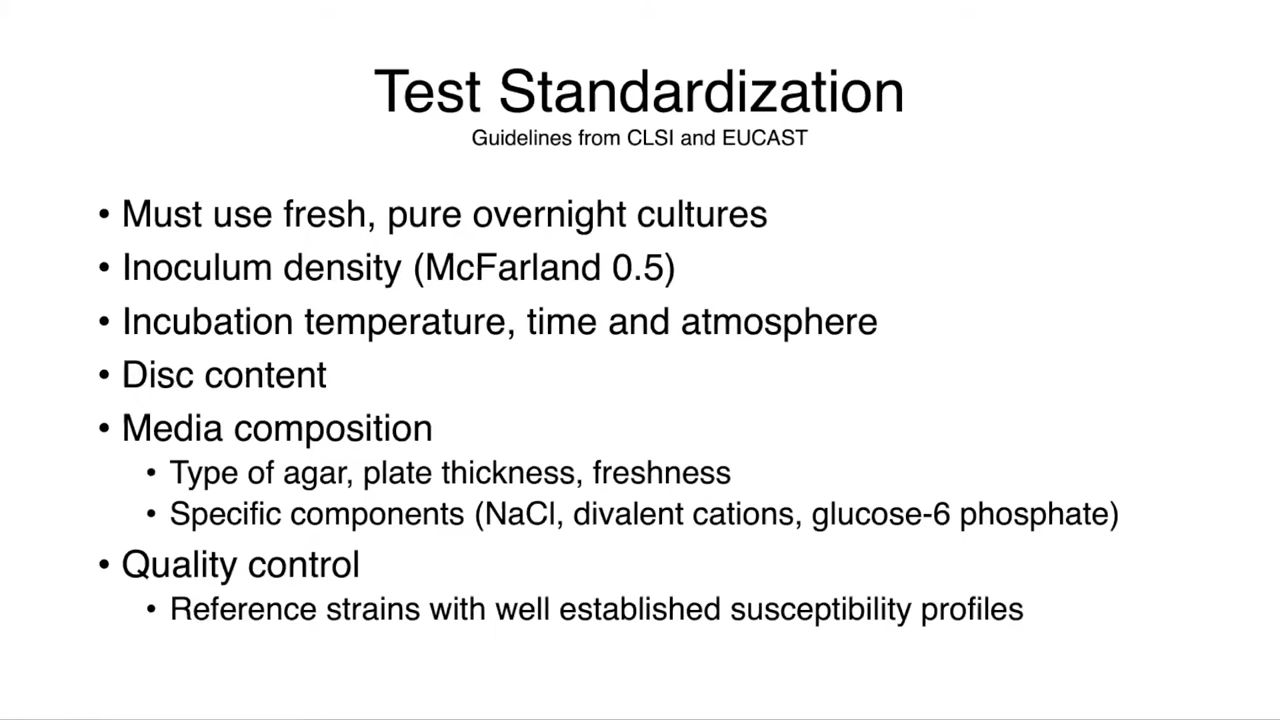 Test Standardization
Guidelines from CLSI and EUCAST
• Must use fresh, pure overnight cultures
• Inoculum density (McFarland 0.5)
• Incubation temperature, time and atmosphere
• Disc content
• Media composition
• Type of agar, plate thickness, freshness
• Specific components (NaCl, divalent cations, glucose-6 phosphate)
• Quality control
• Reference strains with well established susceptibility profiles